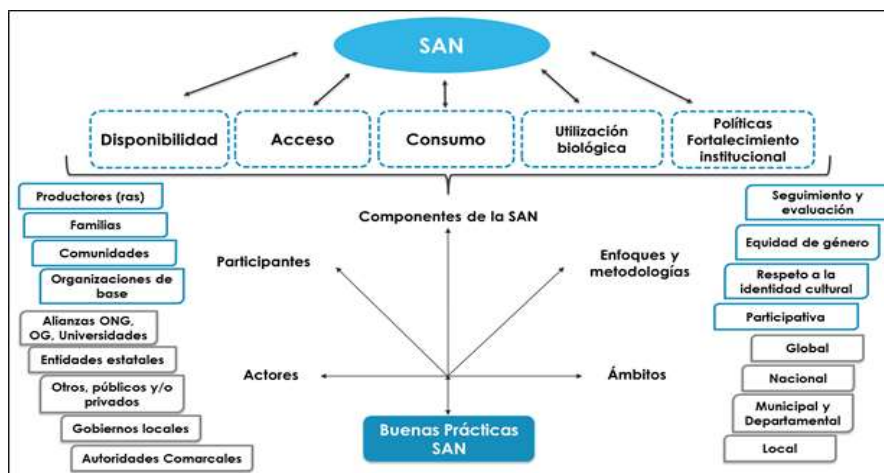 SAN
Disponibilidad
Acceso
Consumo
Utilización
biológica
Políticas
Fortalecimiento
institucional
Productores (ras)
Familias
Comunidades
Organizaciones de
base
Alianzas ONG,
OG, Universidades
Entidades estatales
Otros, públicos y/o
privados
Gobiernos locales
Autoridades Comarcales
Componentes de la SAN
Participantes
Enfoques y
metodologías
Actores
Ámbitos
Buenas Prácticas
SAN
Seguimiento y
evaluación
Equidad de género
Respeto a la
identidad cultural
Participativa
Global
Nacional
Municipal y
Departamental
Local